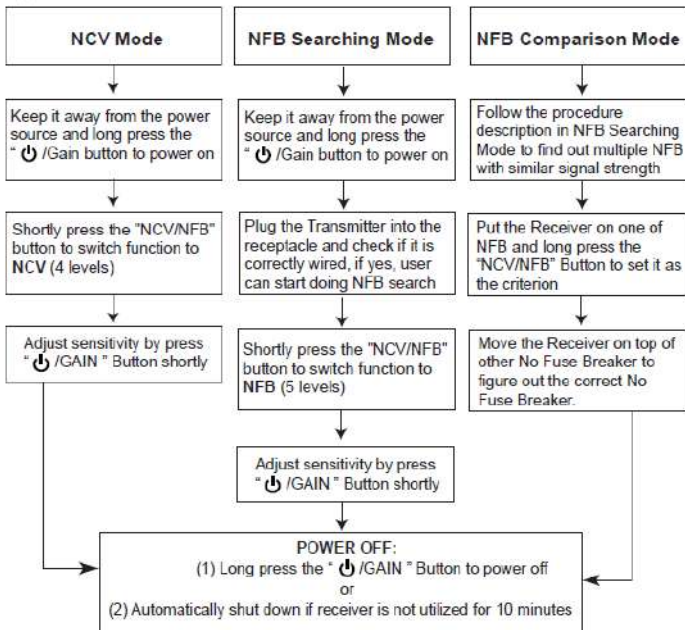 NCV Mode
Keep it away from the power
source and long press the
“ ⏻ /Gain button to power on
Shortly press the "NCV/NFB"
button to switch function to
NCV (4 levels)
Adjust sensitivity by press
“ ⏻ /GAIN ” Button shortly
NFB Searching Mode
Keep it away from the power
source and long press the
“ ⏻ /Gain button to power on
Plug the Transmitter into the
receptacle and check if it is
correctly wired, if yes, user
can start doing NFB search
Shortly press the "NCV/NFB"
button to switch function to
NFB (5 levels)
Adjust sensitivity by press
“ ⏻ /GAIN ” Button shortly
NFB Comparison Mode
Follow the procedure
description in NFB Searching
Mode to find out multiple NFB
with similar signal strength
Put the Receiver on one of
NFB and long press the
“NCV/NFB” Button to set it as
the criterion
Move the Receiver on top of
other No Fuse Breaker to
figure out the correct No
Fuse Breaker.
POWER OFF:
(1) Long press the “ ⏻ /GAIN ” Button to power off
or
(2) Automatically shut down if receiver is not utilized for 10 minutes